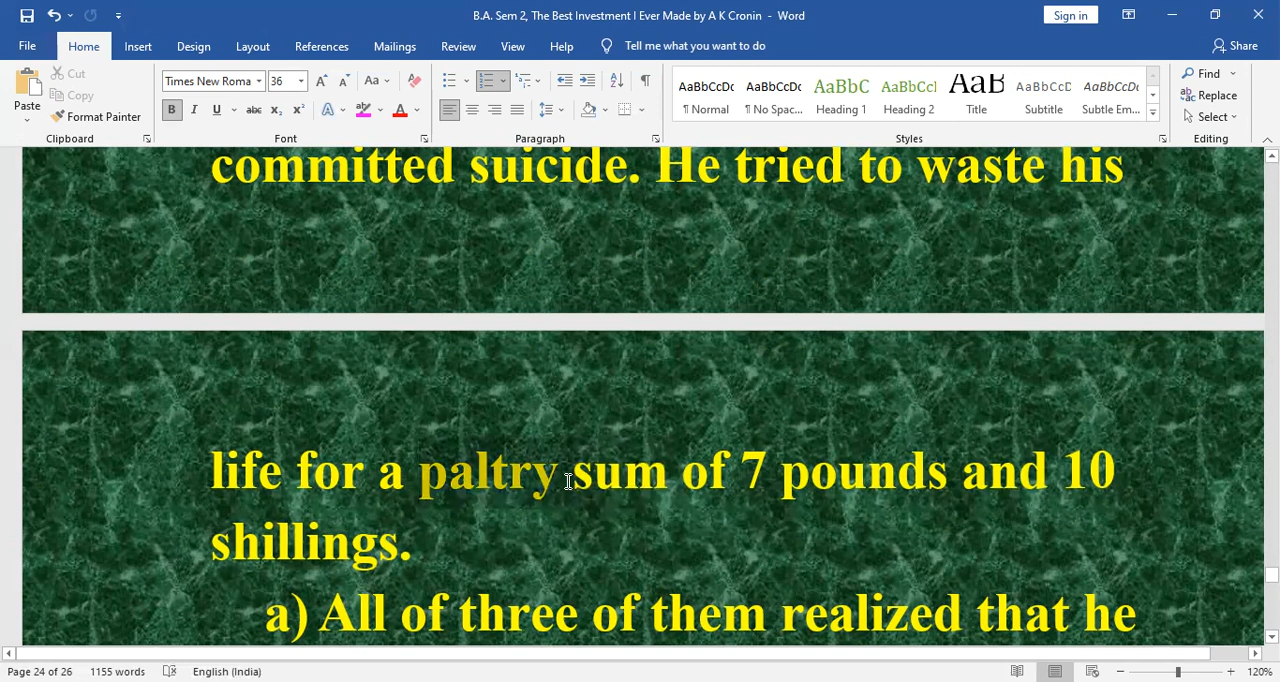 B.A. Sem 2, The Best Investment I Ever Made by A K Cronin - Word
Sign in
File Home Insert Design Layout References Mailings Review View Help Tell me what you want to do Share
Paste
Cut
Copy
Format Painter
Clipboard
Times New Roma 36
Font
Paragraph
AaBbCcDc AaBbCcDc AaBbC AaBbCcI AaB AaBbCcD AaBbCcDc
¶ Normal ¶ No Spac... Heading 1 Heading 2 Title Subtitle Subtle Em...
Styles
Find
Replace
Select
Editing
committed suicide. He tried to waste his
life for a paltry sum of 7 pounds and 10
shillings.
a) All of three of them realized that he
Page 24 of 26 1155 words English (India) 120%